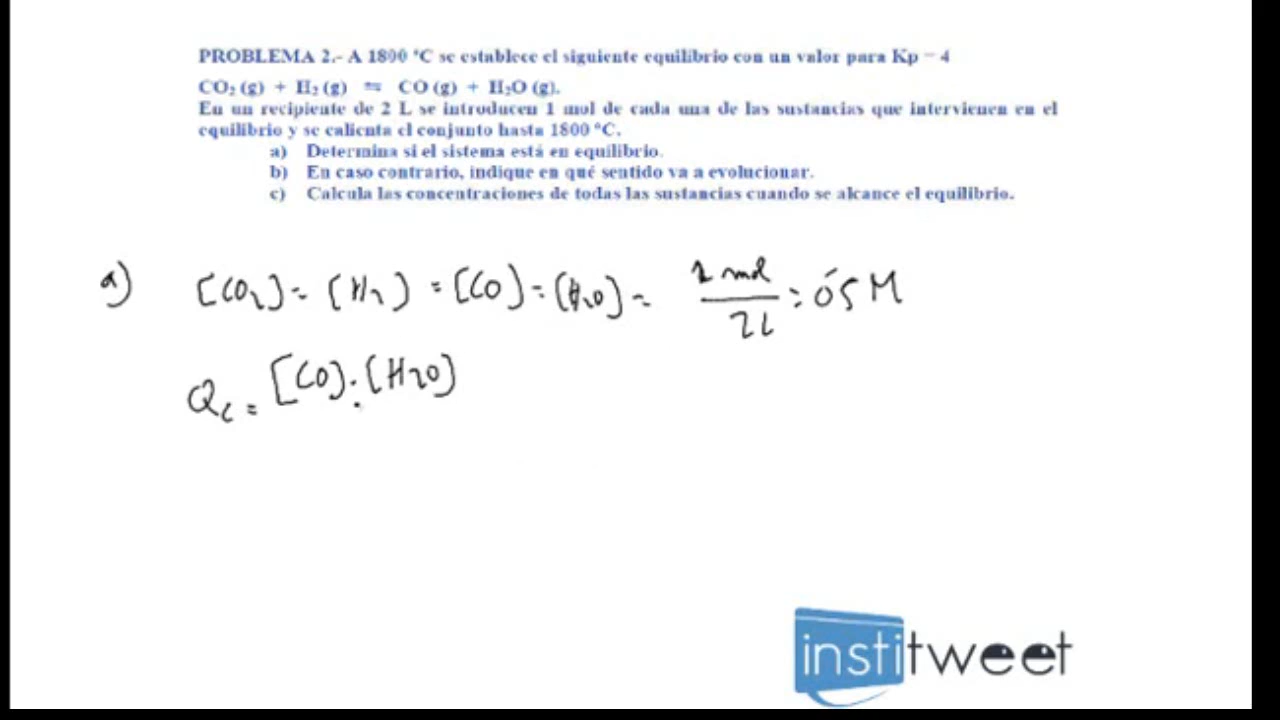 PROBLEMA 2.- A 1800 ºC se establece el siguiente equilibrio con un valor para Kp = 4
CO₂ (g) + H₂ (g) ⇆ CO (g) + H₂O (g).
En un recipiente de 2 L se introducen 1 mol de cada una de las sustancias que intervienen en el
equilibrio y se calienta el conjunto hasta 1800 ºC.
a) Determina si el sistema está en equilibrio.
b) En caso contrario, indique en qué sentido va a evolucionar.
c) Calcula las concentraciones de todas las sustancias cuando se alcance el equilibrio.
a) [CO₂] = [H₂] = [CO] = [H₂O] = 1 mol / 2L = 0'5 M
Qc = [CO]·[H2O]
institweet